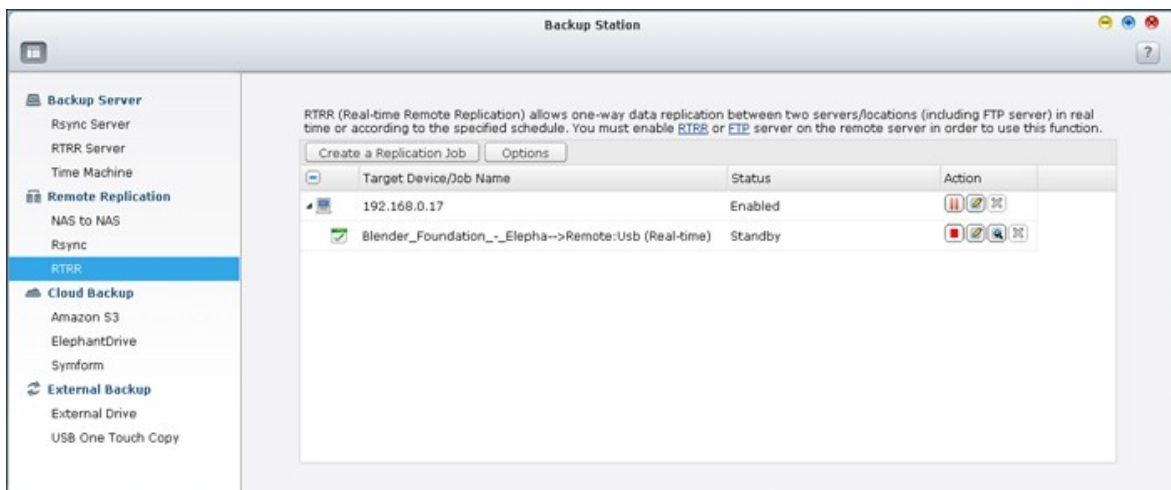 Backup Station
?
Backup Server
Rsync Server
RTRR Server
Time Machine
Remote Replication
NAS to NAS
Rsync
RTRR
Cloud Backup
Amazon S3
ElephantDrive
Symform
External Backup
External Drive
USB One Touch Copy
RTRR (Real-time Remote Replication) allows one-way data replication between two servers/locations (including FTP server) in real
time or according to the specified schedule. You must enable RTRR or FTP server on the remote server in order to use this function.
Create a Replication Job Options
Target Device/Job Name Status Action
192.168.0.17 Enabled
Blender_Foundation_-_Elepha-->Remote:Usb (Real-time) Standby